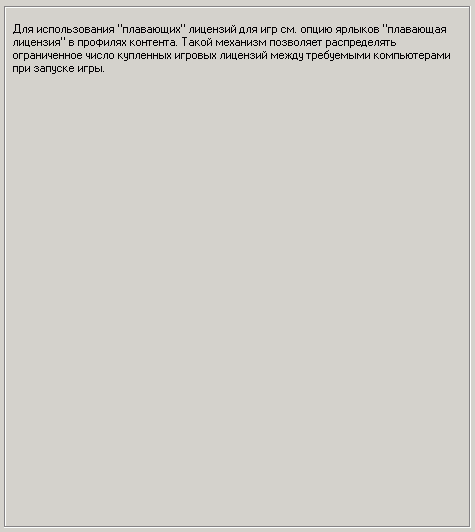 Для использования "плавающих" лицензий для игр см. опцию ярлыков "плавающая
лицензия" в профилях контента. Такой механизм позволяет распределять
ограниченное число купленных игровых лицензий между требуемыми компьютерами
при запуске игры.